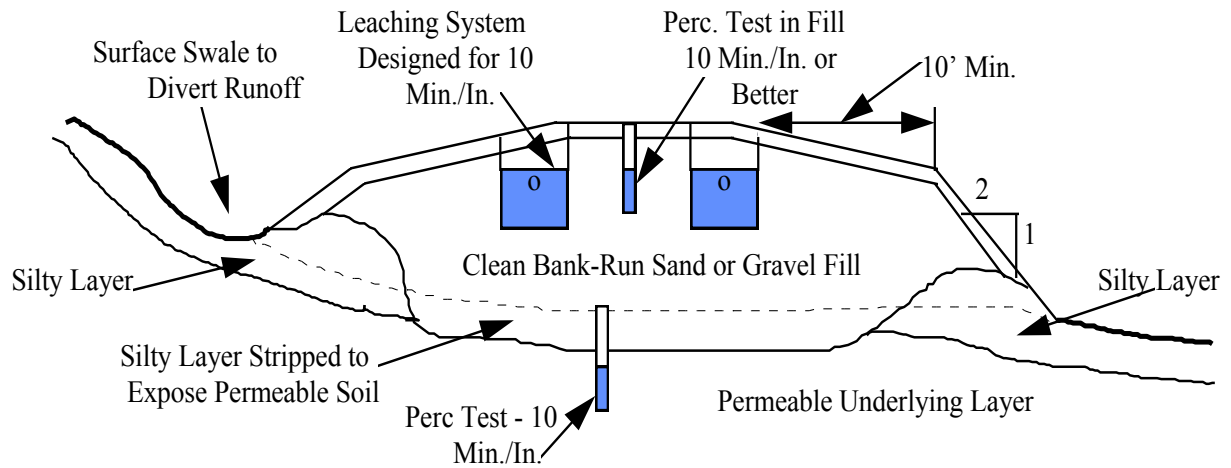 Surface Swale to
Divert Runoff
Leaching System
Designed for 10
Min./In.
Perc. Test in Fill
10 Min./In. or
Better
10’ Min.
o
o
2
1
Silty Layer
Clean Bank-Run Sand or Gravel Fill
Silty Layer
Silty Layer Stripped to
Expose Permeable Soil
Perc Test - 10
Min./In.
Permeable Underlying Layer